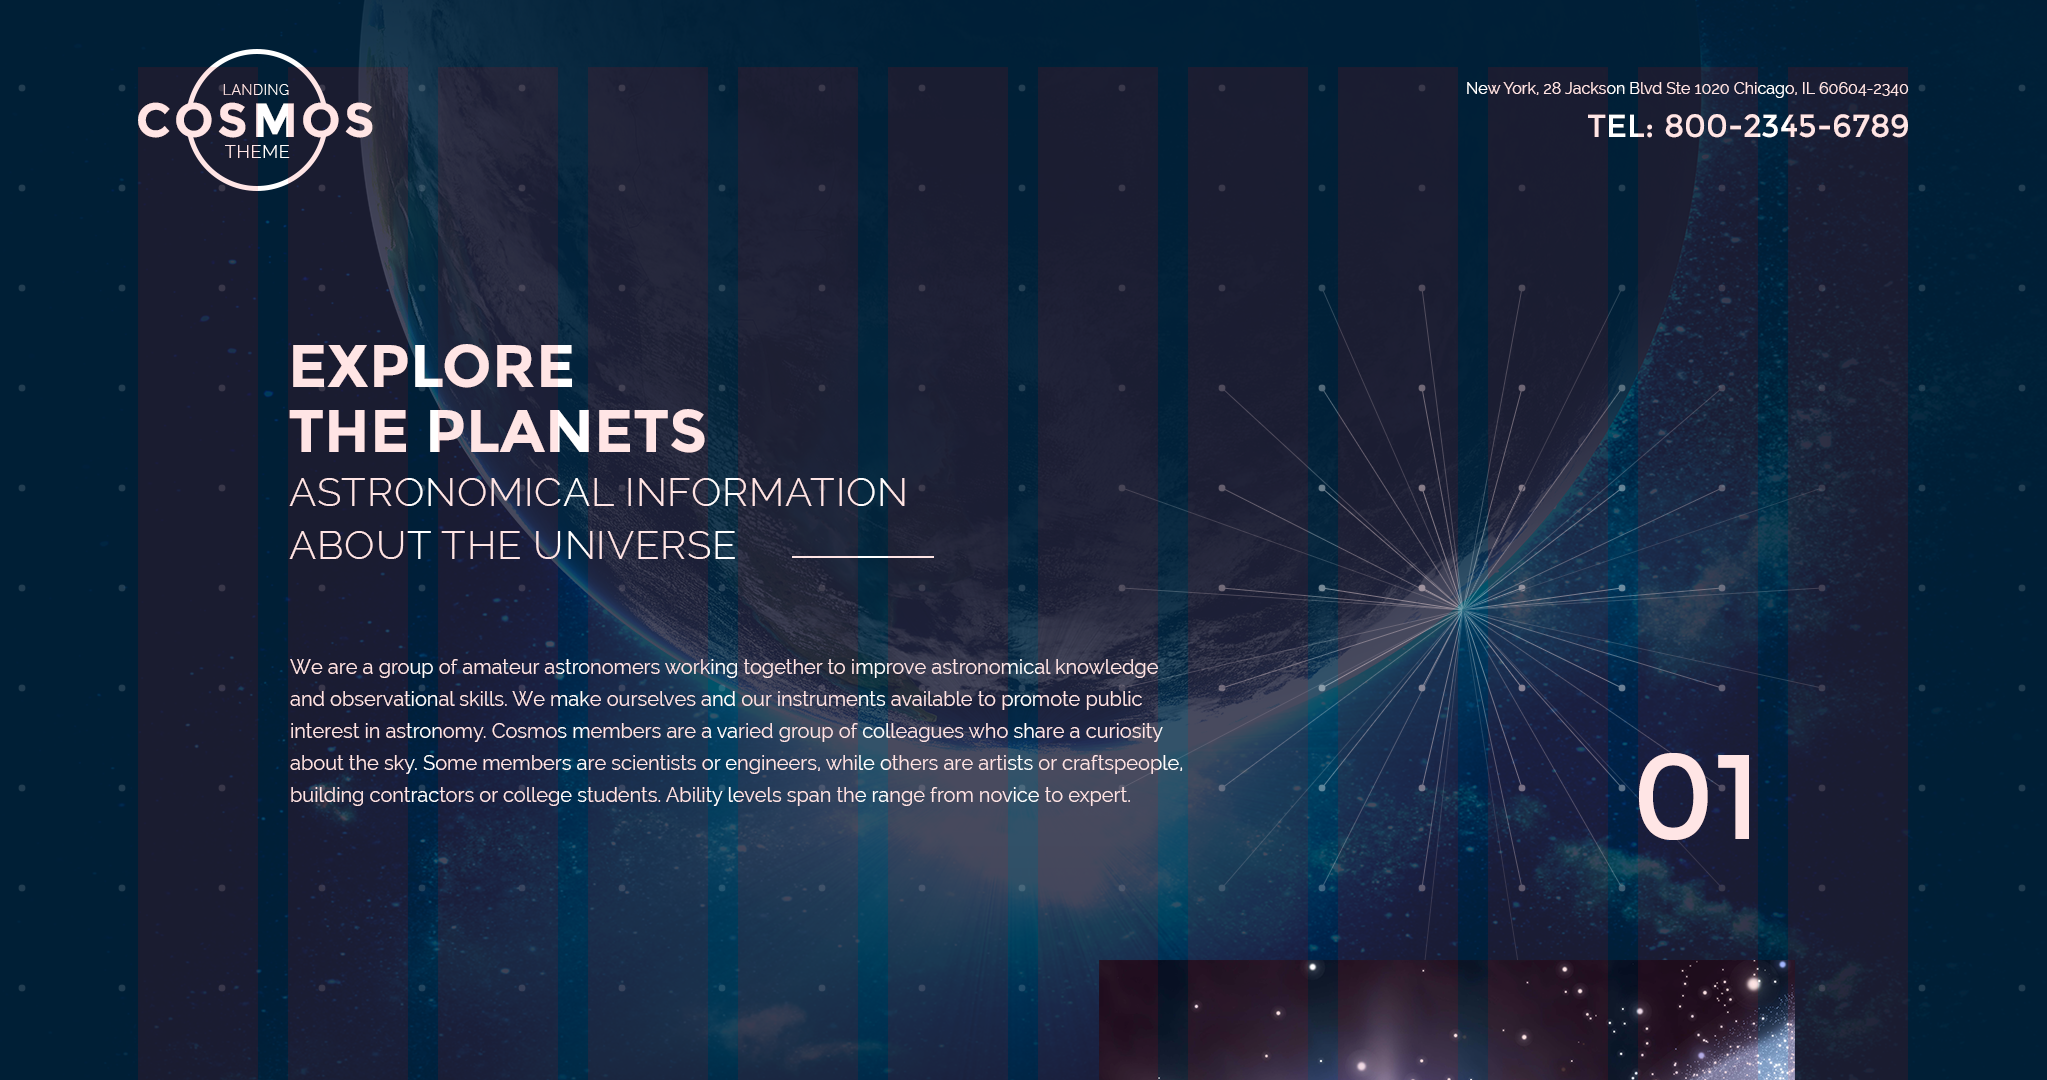 LANDING
COSMOS
THEME
New York, 28 Jackson Blvd Ste 1020 Chicago, IL 60604-2340
TEL: 800-2345-6789
EXPLORE
THE PLANETS
ASTRONOMICAL INFORMATION
ABOUT THE UNIVERSE
We are a group of amateur astronomers working together to improve astronomical knowledge
and observational skills. We make ourselves and our instruments available to promote public
interest in astronomy. Cosmos members are a varied group of colleagues who share a curiosity
about the sky. Some members are scientists or engineers, while others are artists or craftspeople,
building contractors or college students. Ability levels span the range from novice to expert.
01